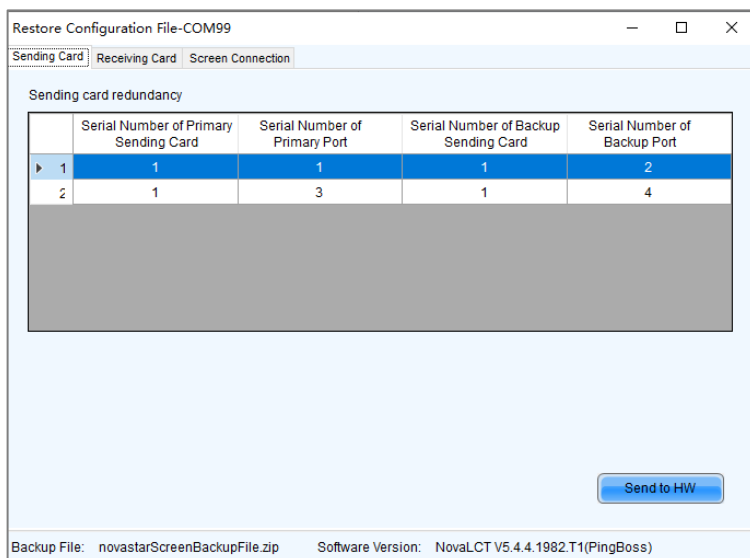 Restore Configuration File-COM99
Sending Card Receiving Card Screen Connection
Sending card redundancy
Serial Number of Primary Sending Card Serial Number of Primary Port Serial Number of Backup Sending Card Serial Number of Backup Port
1 1 1 1 2
2 1 3 1 4
Send to HW
Backup File: novastarScreenBackupFile.zip Software Version: NovaLCT V5.4.4.1982.T1(PingBoss)